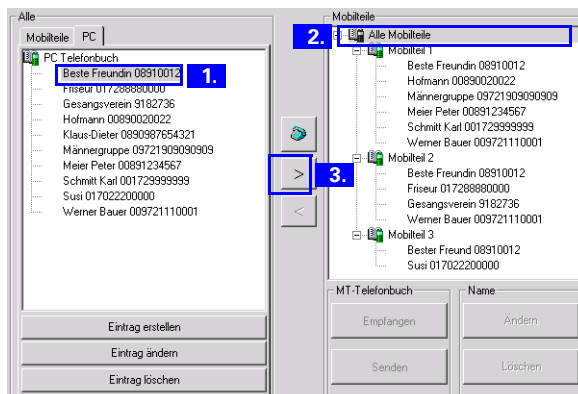 Alle
Mobilteile PC
PC Telefonbuch
Beste Freundin 08910012
1.
Friseur 017288880000
Gesangsverein 9182736
Hofmann 00890020022
Klaus-Dieter 0890987654321
Männergruppe 09721909090909
Meier Peter 00891234567
Schmitt Karl 001729999999
Susi 017022200000
Werner Bauer 009721110001
Eintrag erstellen
Eintrag ändern
Eintrag löschen
>
3.
<
Mobilteile
2.
Alle Mobilteile
Mobilteil 1
Beste Freundin 08910012
Hofmann 00890020022
Männergruppe 09721909090909
Meier Peter 00891234567
Schmitt Karl 001729999999
Werner Bauer 009721110001
Mobilteil 2
Beste Freundin 08910012
Friseur 017288880000
Gesangsverein 9182736
Werner Bauer 009721110001
Mobilteil 3
Bester Freund 08910012
Susi 017022200000
MT-Telefonbuch
Empfangen
Senden
Name
Ändern
Löschen